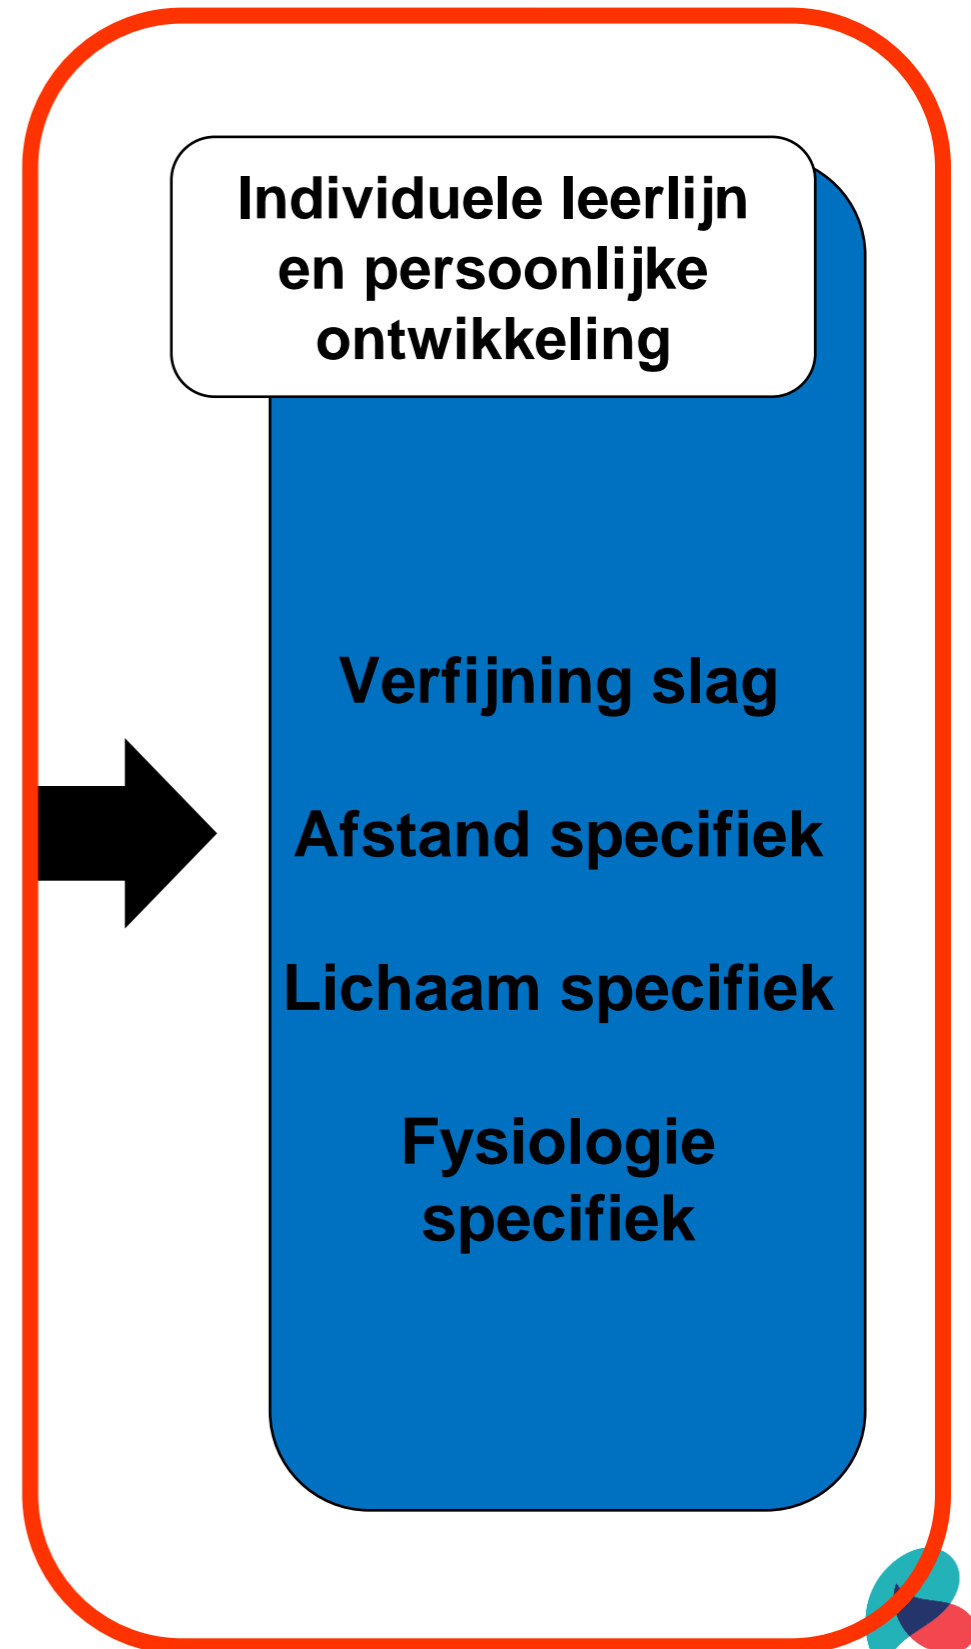 Individuele leerlijn
en persoonlijke
ontwikkeling
Verfijning slag
Afstand specifiek
Lichaam specifiek
Fysiologie
specifiek